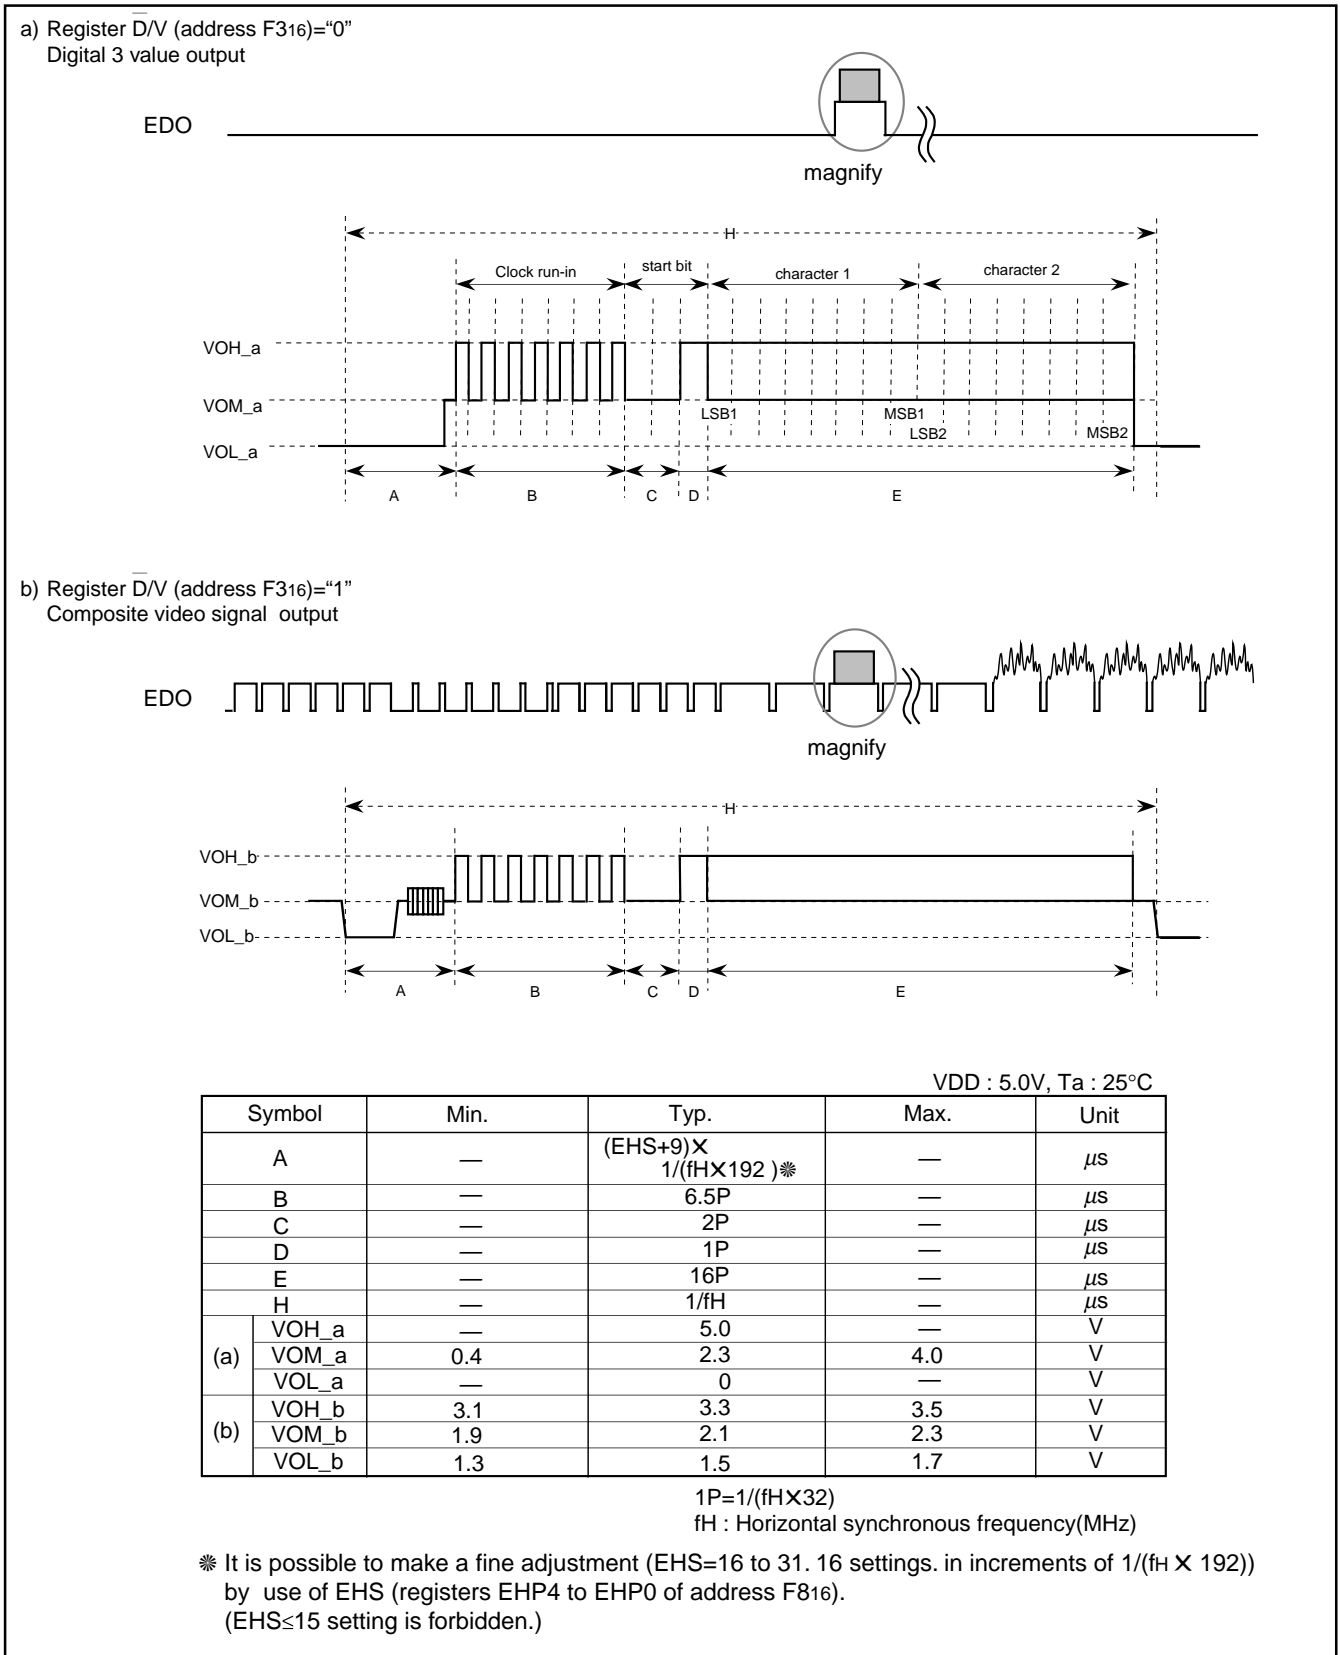 a) Register D̅/V (address F316)=“0”
Digital 3 value output
EDO
magnify
H
Clock run-in
start bit
character 1
character 2
VOH_a
VOM_a
LSB1
MSB1
LSB2
MSB2
VOL_a
A
B
C
D
E
b) Register D̅/V (address F316)=“1”
Composite video signal output
EDO
magnify
H
VOH_b
VOM_b
VOL_b
A
B
C
D
E
VDD : 5.0V, Ta : 25°C
Symbol Min. Typ. Max. Unit
A — (EHS+9)X 1/(fHX192 )❋ — μs
B — 6.5P — μs
C — 2P — μs
D — 1P — μs
E — 16P — μs
H — 1/fH — μs
(a) VOH_a — 5.0 — V
VOM_a 0.4 2.3 4.0 V
VOL_a — 0 — V
(b) VOH_b 3.1 3.3 3.5 V
VOM_b 1.9 2.1 2.3 V
VOL_b 1.3 1.5 1.7 V
1P=1/(fHX32)
fH : Horizontal synchronous frequency(MHz)
❋ It is possible to make a fine adjustment (EHS=16 to 31. 16 settings. in increments of 1/(fH X 192))
by use of EHS (registers EHP4 to EHP0 of address F816).
(EHS≤15 setting is forbidden.)